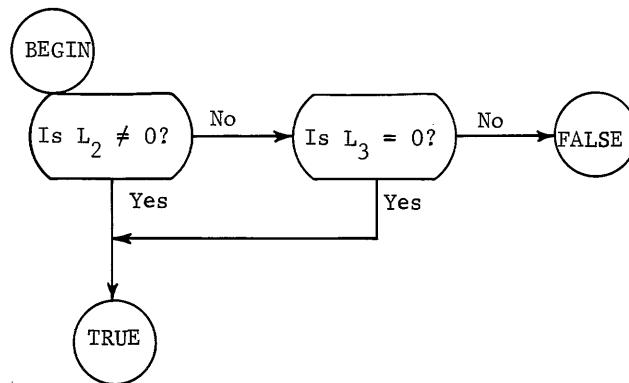 BEGIN
Is L₂ ≠ 0?
No
Is L₃ = 0?
No
FALSE
Yes
Yes
TRUE